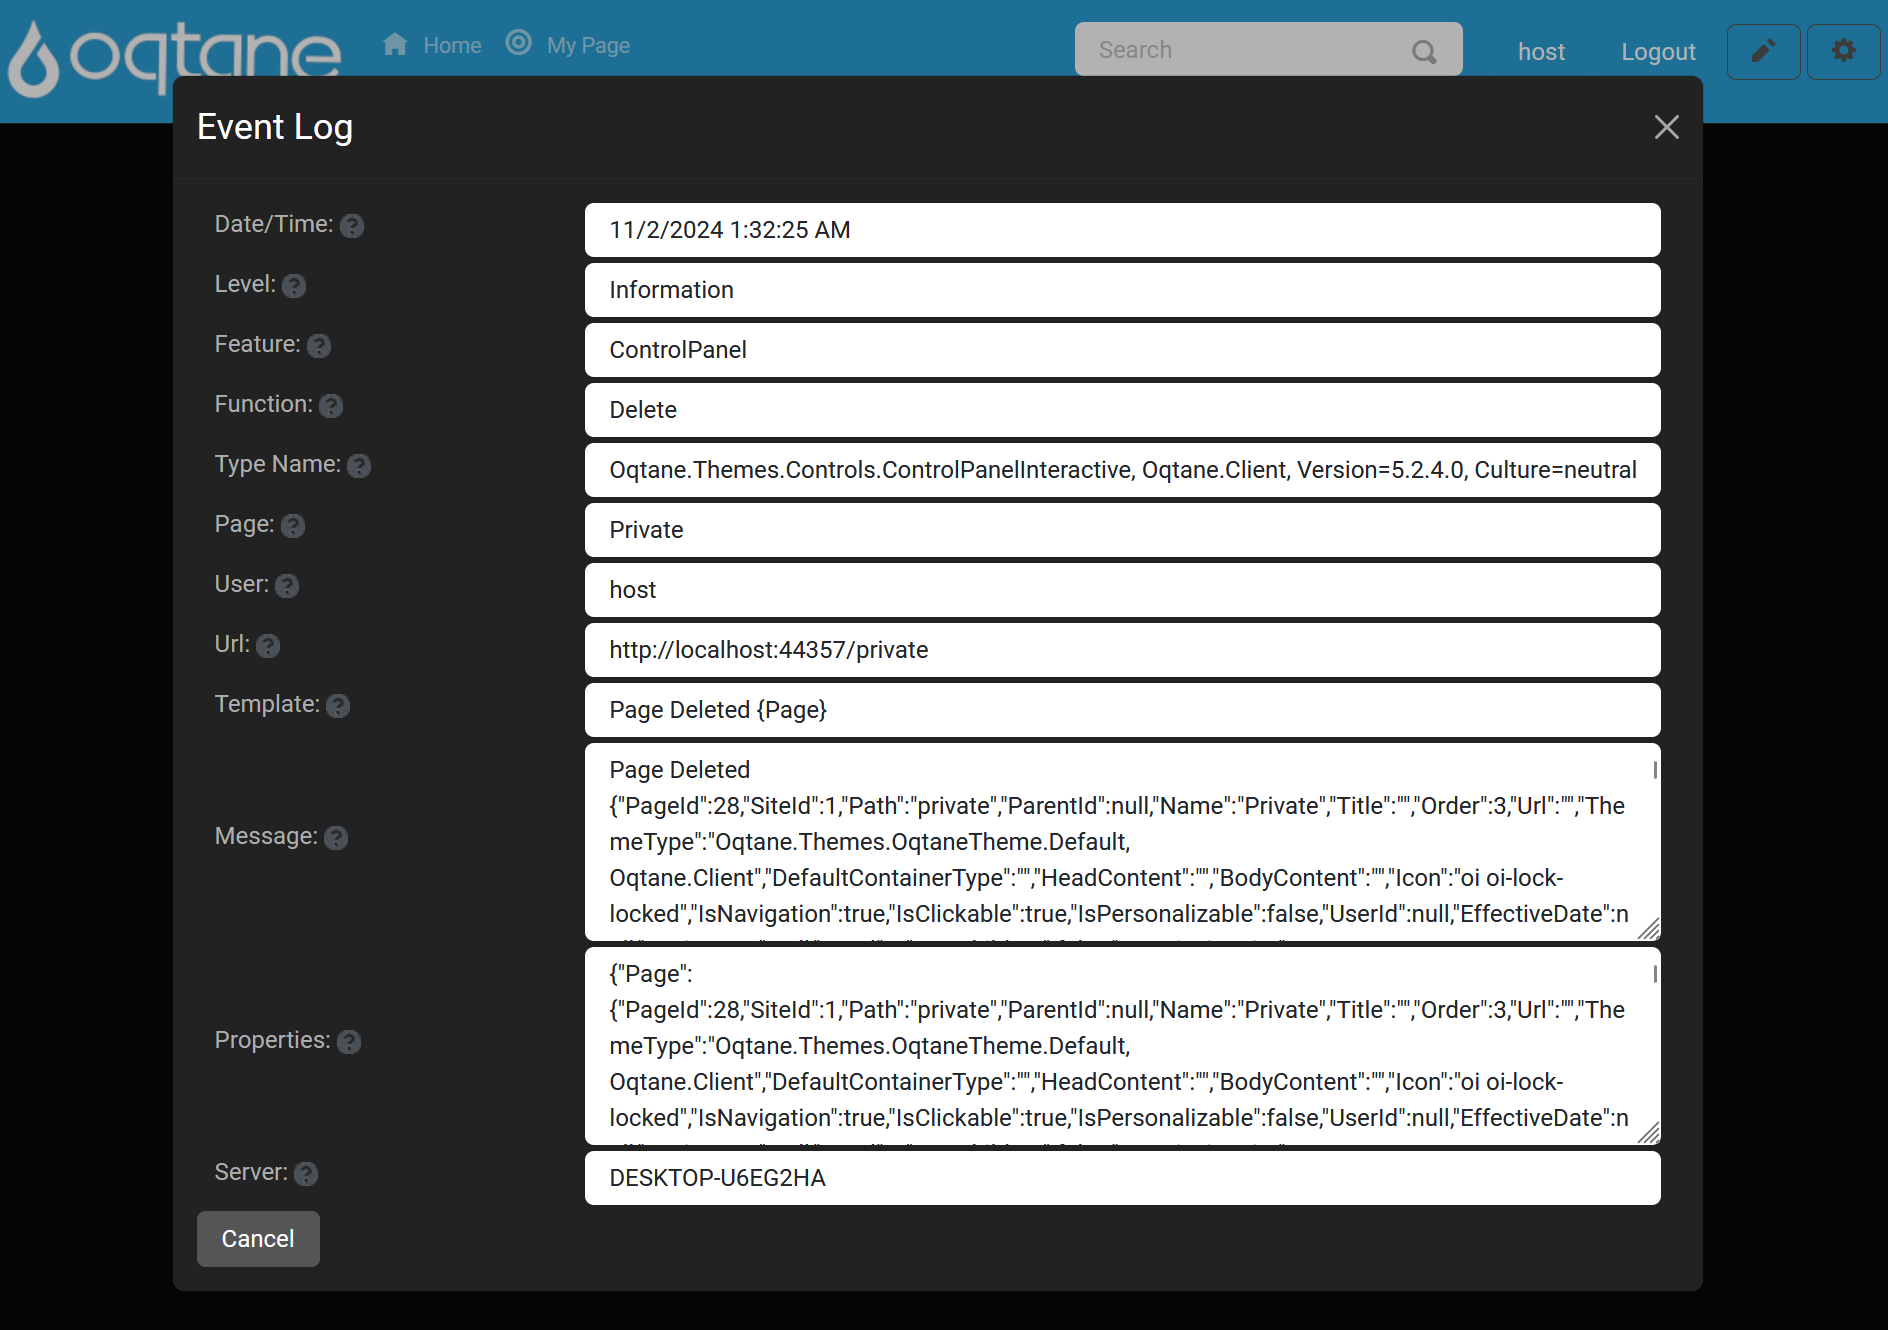 oqtane
Home
My Page
Search
host
Logout
Event Log
Date/Time:
11/2/2024 1:32:25 AM
Level:
Information
Feature:
ControlPanel
Function:
Delete
Type Name:
Oqtane.Themes.Controls.ControlPanelInteractive, Oqtane.Client, Version=5.2.4.0, Culture=neutral
Page:
Private
User:
host
Url:
http://localhost:44357/private
Template:
Page Deleted {Page}
Message:
Page Deleted
{"PageId":28,"SiteId":1,"Path":"private","ParentId":null,"Name":"Private","Title":"","Order":3,"Url":"","The
meType":"Oqtane.Themes.OqtaneTheme.Default,
Oqtane.Client","DefaultContainerType":"","HeadContent":"","BodyContent":"","Icon":"oi oi-lock-
locked","IsNavigation":true,"IsClickable":true,"IsPersonalizable":false,"UserId":null,"EffectiveDate":n
Properties:
{"Page":
{"PageId":28,"SiteId":1,"Path":"private","ParentId":null,"Name":"Private","Title":"","Order":3,"Url":"","The
meType":"Oqtane.Themes.OqtaneTheme.Default,
Oqtane.Client","DefaultContainerType":"","HeadContent":"","BodyContent":"","Icon":"oi oi-lock-
locked","IsNavigation":true,"IsClickable":true,"IsPersonalizable":false,"UserId":null,"EffectiveDate":n
Server:
DESKTOP-U6EG2HA
Cancel